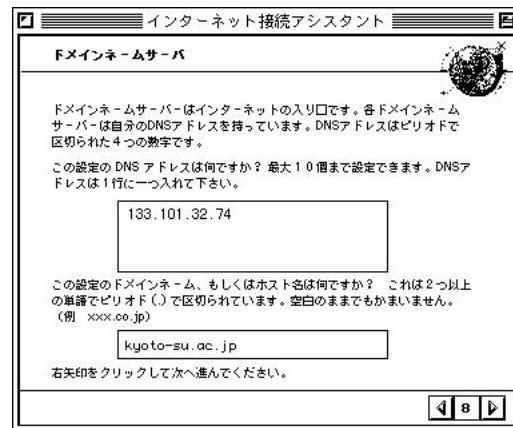 インターネット接続アシスタント
ドメインネームサーバ
ドメインネームサーバーはインターネットの入り口です。各ドメインネーム
サーバーは自分のDNSアドレスを持っています。DNSアドレスはピリオドで
区切られた4つの数字です。
この設定の DNS アドレスは何ですか? 最大10個まで設定できます。DNSア
ドレスは1行に一つ入れて下さい。
133.101.32.74
この設定のドメインネーム、もしくはホスト名は何ですか? これは2つ以上
の単語でピリオド(.)で区切られています。空白のままでもかまいません。
(例 xxx.co.jp)
kyoto-su.ac.jp
右矢印をクリックして次へ進んでください。
8